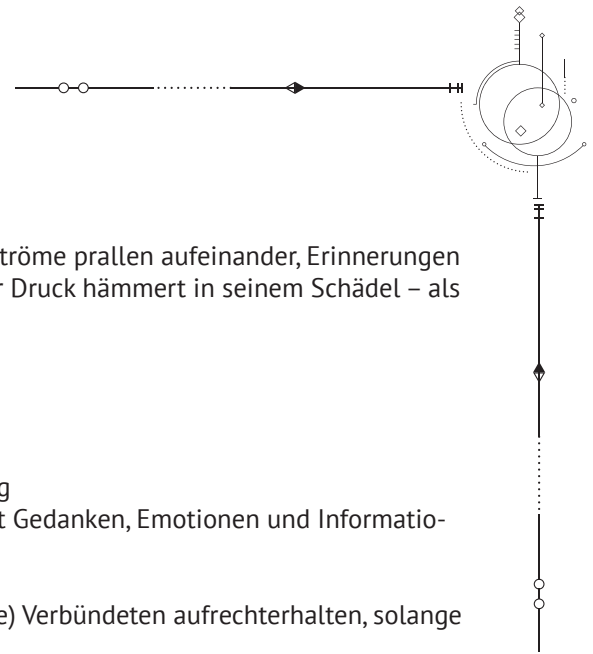 tröme prallen aufeinander, Erinnerungen
r Druck hämmert in seinem Schädel – als
g
t Gedanken, Emotionen und Informatio-
e) Verbündeten aufrechterhalten, solange